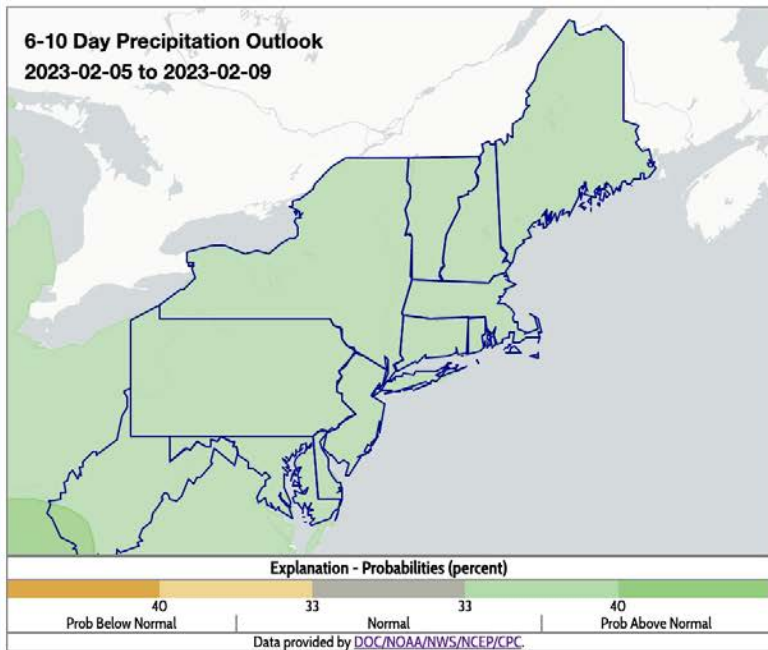 6-10 Day Precipitation Outlook
2023-02-05 to 2023-02-09
Explanation - Probabilities (percent)
40 33 33 40
Prob Below Normal Normal Prob Above Normal
Data provided by DOC/NOAA/NWS/NCEP/CPC.